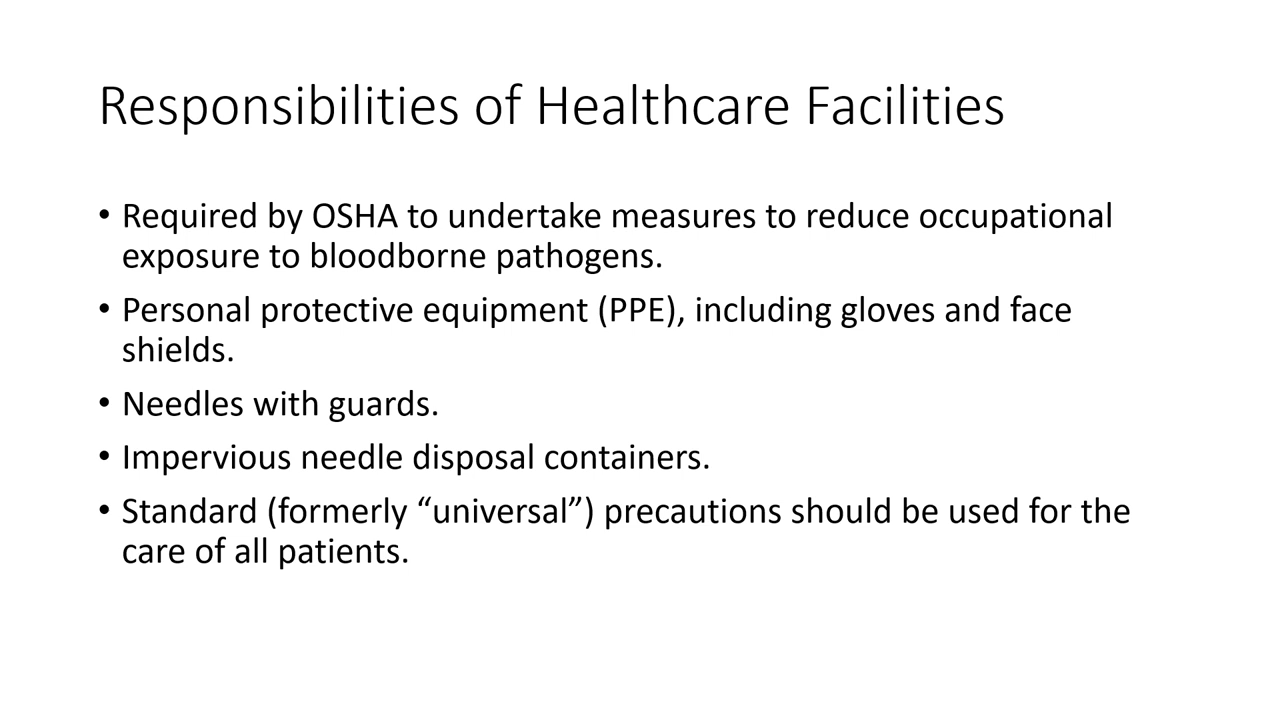 Responsibilities of Healthcare Facilities
• Required by OSHA to undertake measures to reduce occupational
exposure to bloodborne pathogens.
• Personal protective equipment (PPE), including gloves and face
shields.
• Needles with guards.
• Impervious needle disposal containers.
• Standard (formerly “universal”) precautions should be used for the
care of all patients.